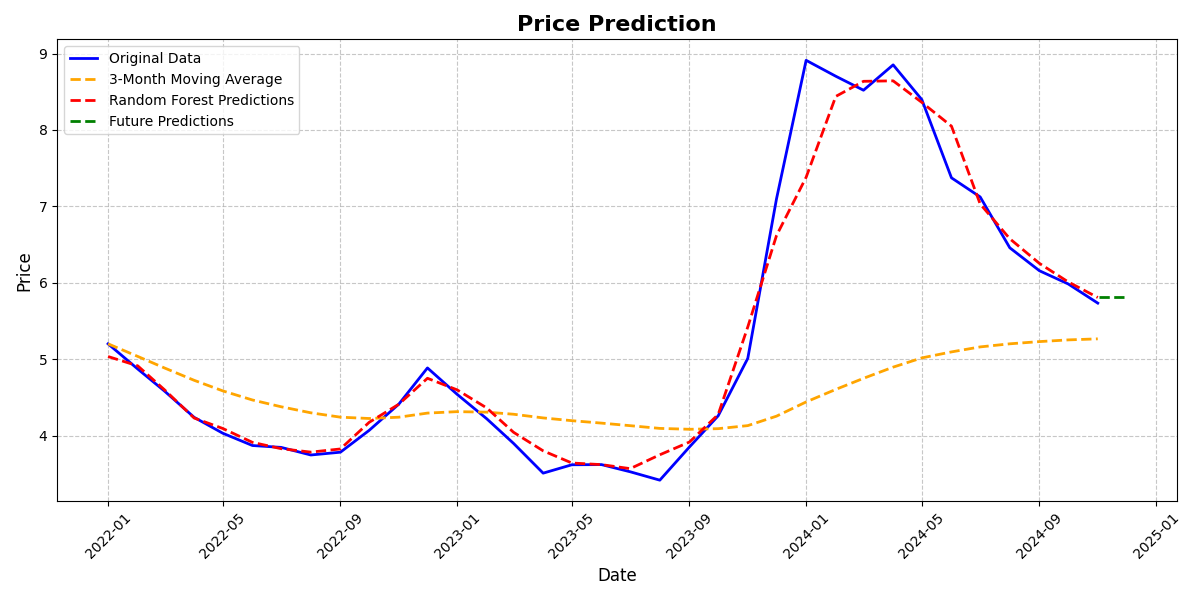 Price Prediction
Original Data
3-Month Moving Average
Random Forest Predictions
Future Predictions
Price
9
8
7
6
5
4
2022-01
2022-05
2022-09
2023-01
2023-05
2023-09
2024-01
2024-05
2024-09
2025-01
Date